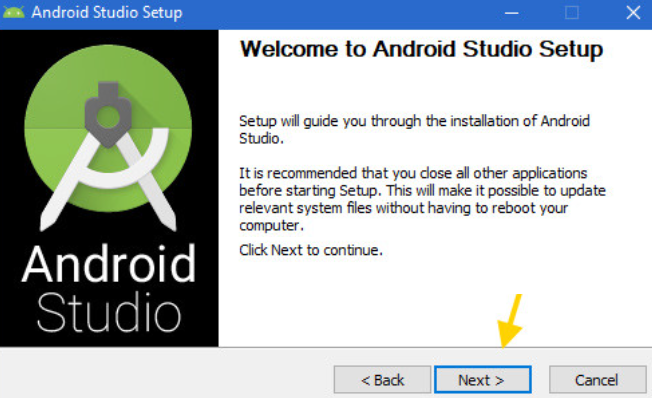 Android Studio Setup
Welcome to Android Studio Setup
Setup will guide you through the installation of Android
Studio.
It is recommended that you close all other applications
before starting Setup. This will make it possible to update
relevant system files without having to reboot your
computer.
Click Next to continue.
Android
Studio
< Back
Next >
Cancel